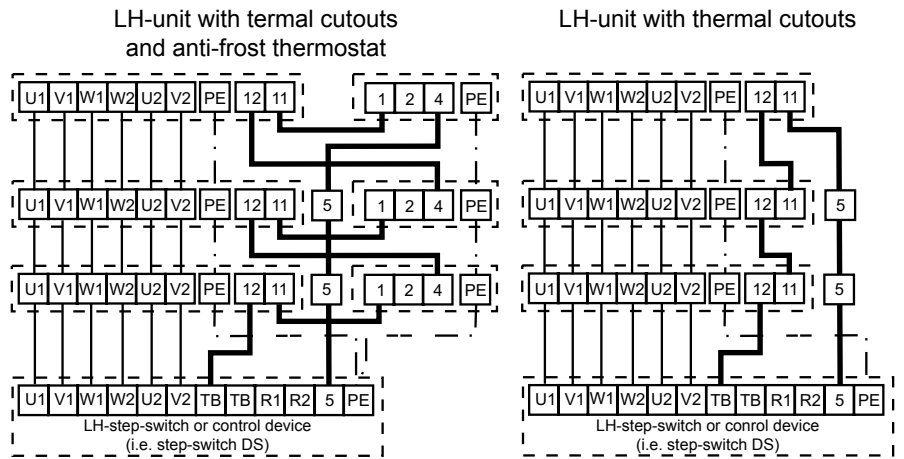 LH-unit with termal cutouts
and anti-frost thermostat
LH-unit with thermal cutouts
U1 V1 W1 W2 U2 V2 PE 12 11 1 2 4 PE
U1 V1 W1 W2 U2 V2 PE 12 11
U1 V1 W1 W2 U2 V2 PE 12 11 5 1 2 4 PE
U1 V1 W1 W2 U2 V2 PE 12 11 5
U1 V1 W1 W2 U2 V2 PE 12 11 5 1 2 4 PE
U1 V1 W1 W2 U2 V2 PE 12 11 5
U1 V1 W1 W2 U2 V2 TB TB R1 R2 5 PE
U1 V1 W1 W2 U2 V2 TB TB R1 R2 5 PE
LH-step-switch or control device
(i.e. step-switch DS)
LH-step-switch or conrol device
(i.e. step-switch DS)